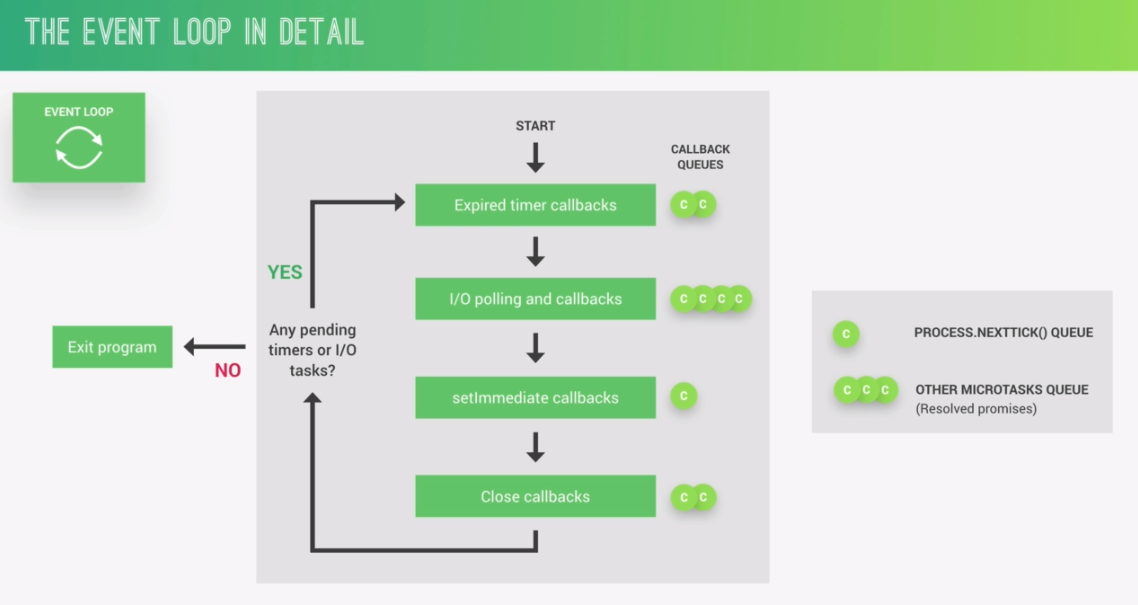 THE EVENT LOOP IN DETAIL
EVENT LOOP
START
CALLBACK
QUEUES
Expired timer callbacks
C C
YES
I/O polling and callbacks
C C C C
Any pending
timers or I/O
tasks?
Exit program
NO
setImmediate callbacks
C
Close callbacks
C C
C
PROCESS.NEXTTICK() QUEUE
C C C
OTHER MICROTASKS QUEUE
(Resolved promises)